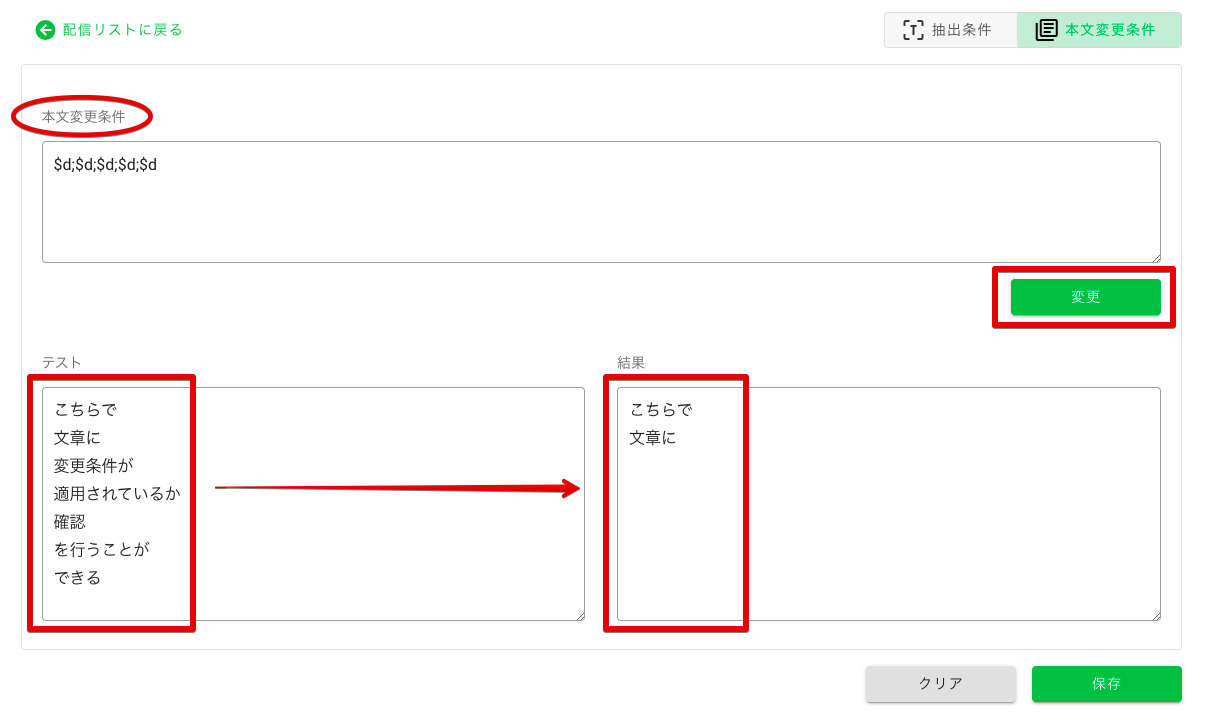 配信リストに戻る
抽出条件
本文変更条件
本文変更条件
$d;$d;$d;$d;$d
変更
テスト
こちらで
文章に
変更条件が
適用されているか
確認
を行うことが
できる
結果
こちらで
文章に
クリア
保存